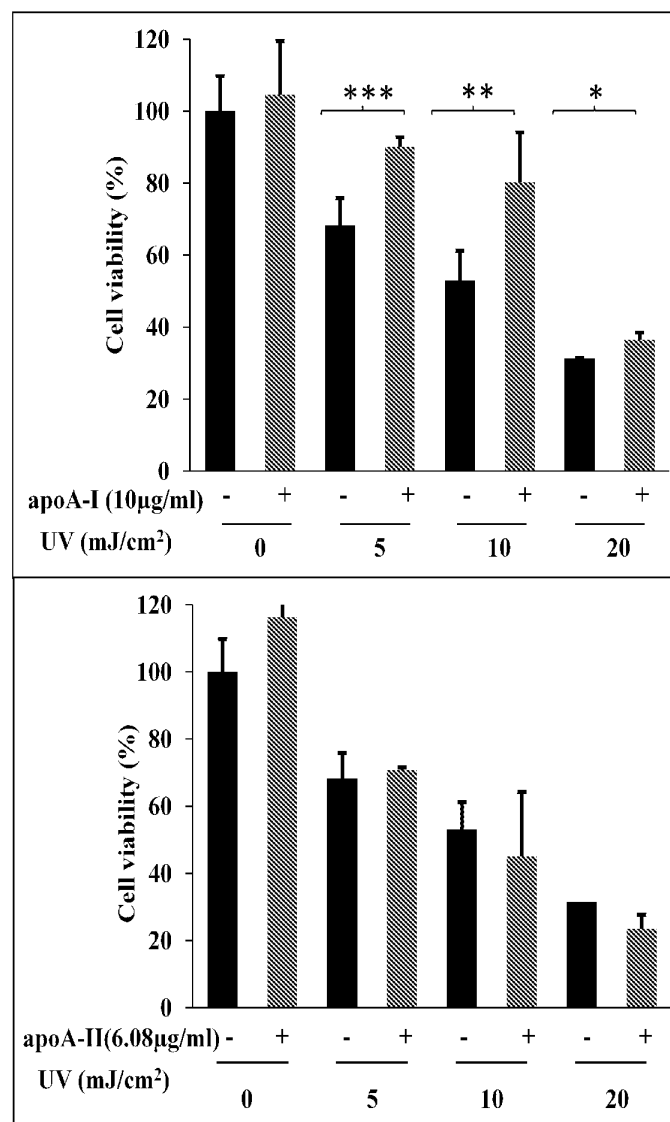 120
*** ** *
100
80
60
40
20
0
Cell viability (%)
apoA-I (10µg/ml) - + - + - + - +
UV (mJ/cm²) 0 5 10 20
120
100
80
60
40
20
0
Cell viability (%)
apoA-II(6.08µg/ml) - + - + - + - +
UV (mJ/cm²) 0 5 10 20